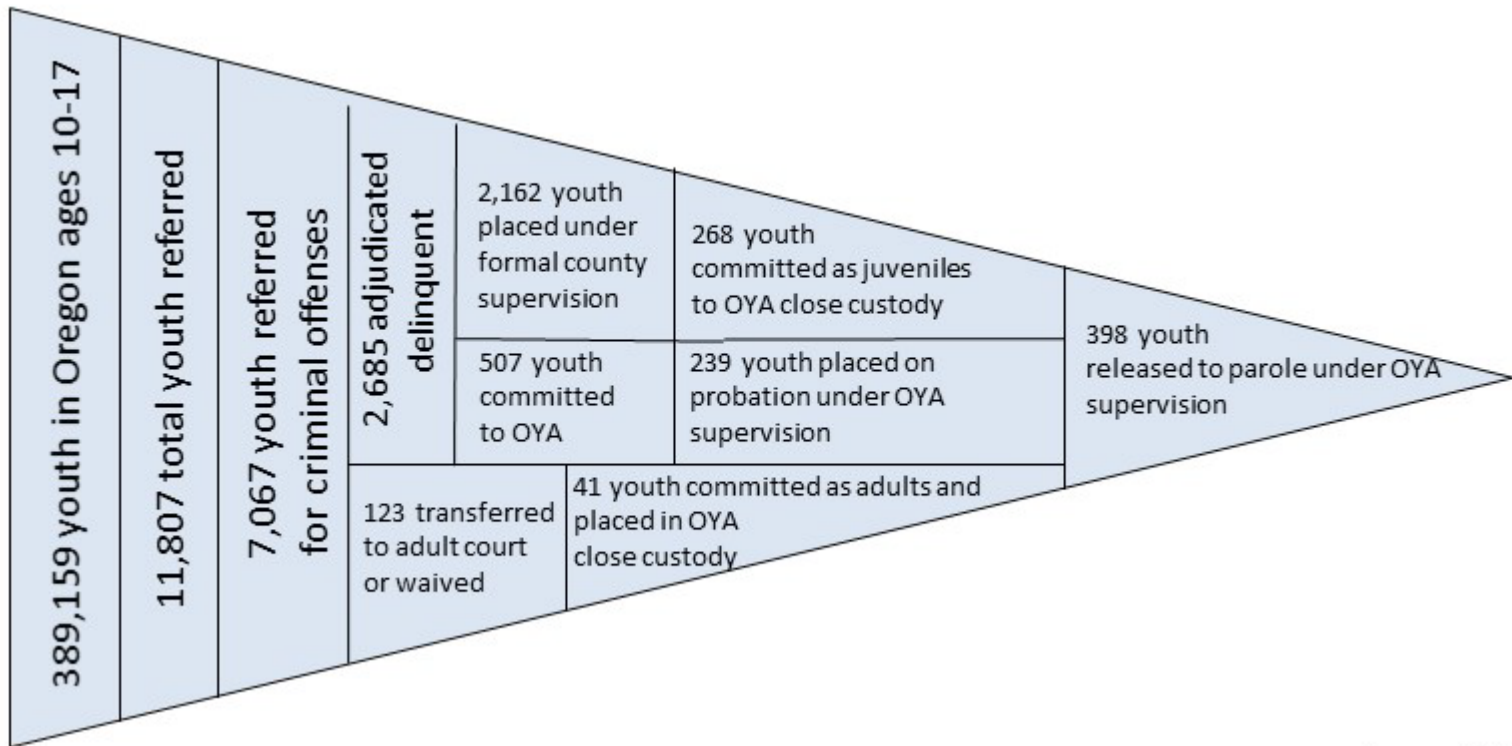 389,159 youth in Oregon ages 10-17
11,807 total youth referred
7,067 youth referred
for criminal offenses
2,685 adjudicated
delinquent
2,162 youth
placed under
formal county
supervision
507 youth
committed
to OYA
268 youth
committed as juveniles
to OYA close custody
239 youth placed on
probation under OYA
supervision
123 transferred
to adult court
or waived
41 youth committed as adults and
placed in OYA
close custody
398 youth
released to parole under OYA
supervision